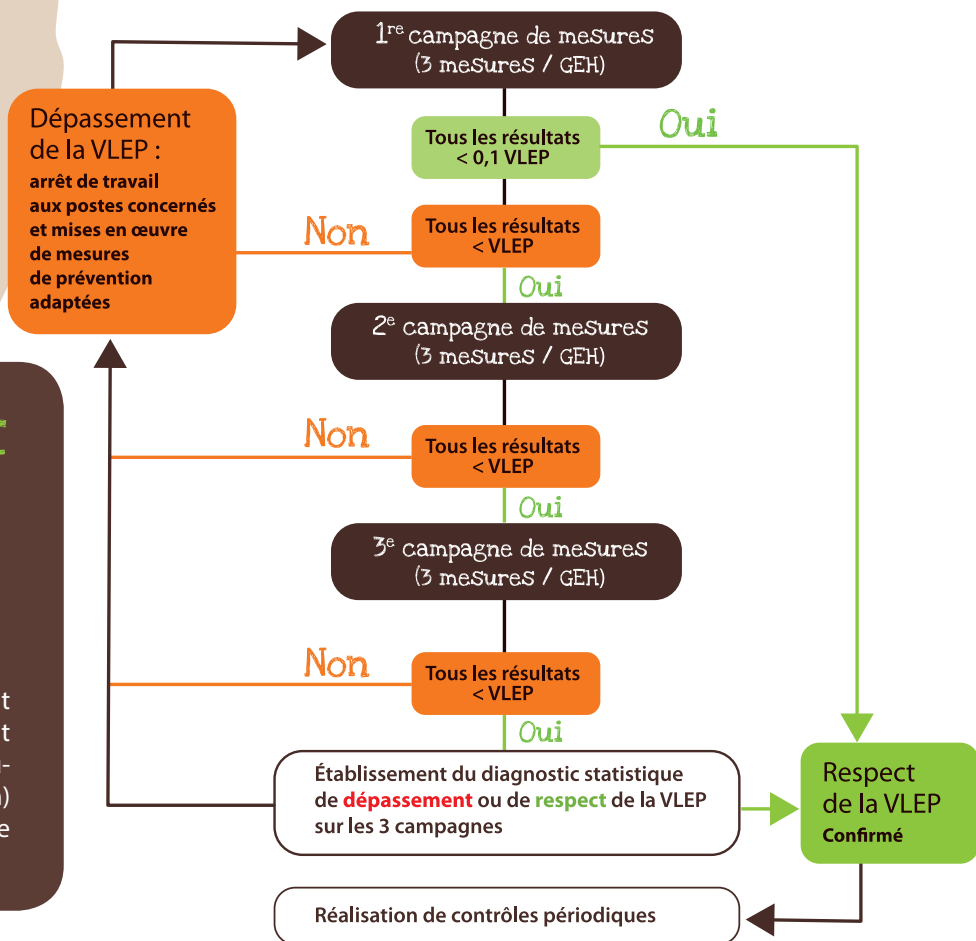 1re campagne de mesures
(3 mesures / GEH)
Dépassement
de la VLEP :
arrêt de travail
aux postes concernés
et mises en œuvre
de mesures
de prévention
adaptées
Tous les résultats
< 0,1 VLEP
Oui
Non
Tous les résultats
< VLEP
Oui
2e campagne de mesures
(3 mesures / GEH)
Non
Tous les résultats
< VLEP
Oui
3e campagne de mesures
(3 mesures / GEH)
Non
Tous les résultats
< VLEP
Oui
Établissement du diagnostic statistique
de dépassement ou de respect de la VLEP
sur les 3 campagnes
Respect
de la VLEP
Confirmé
Réalisation de contrôles périodiques